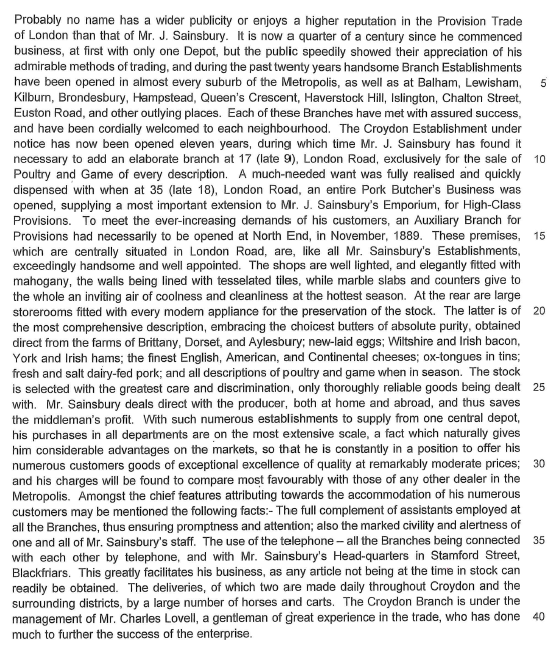 Probably no name has a wider publicity or enjoys a higher reputation in the Provision Trade
of London than that of Mr. J. Sainsbury. It is now a quarter of a century since he commenced
business, at first with only one Depot, but the public speedily showed their appreciation of his
admirable methods of trading, and during the past twenty years handsome Branch Establishments
have been opened in almost every suburb of the Metropolis, as well as at Balham, Lewisham, 5
Kilburn, Brondesbury, Hampstead, Queen's Crescent, Haverstock Hill, Islington, Chalton Street,
Euston Road, and other outlying places. Each of these Branches have met with assured success,
and have been cordially welcomed to each neighbourhood. The Croydon Establishment under
notice has now been opened eleven years, during which time Mr. J. Sainsbury has found it
necessary to add an elaborate branch at 17 (late 9), London Road, exclusively for the sale of 10
Poultry and Game of every description. A much-needed want was fully realised and quickly
dispensed with when at 35 (late 18), London Road, an entire Pork Butcher's Business was
opened, supplying a most important extension to Mr. J. Sainsbury's Emporium, for High-Class
Provisions. To meet the ever-increasing demands of his customers, an Auxiliary Branch for
Provisions had necessarily to be opened at North End, in November, 1889. These premises, 15
which are centrally situated in London Road, are, like all Mr. Sainsbury's Establishments,
exceedingly handsome and well appointed. The shops are well lighted, and elegantly fitted with
mahogany, the walls being lined with tesselated tiles, while marble slabs and counters give to
the whole an inviting air of coolness and cleanliness at the hottest season. At the rear are large
storerooms fitted with every modern appliance for the preservation of the stock. The latter is of 20
the most comprehensive description, embracing the choicest butters of absolute purity, obtained
direct from the farms of Brittany, Dorset, and Aylesbury; new-laid eggs; Wiltshire and Irish bacon,
York and Irish hams; the finest English, American, and Continental cheeses; ox-tongues in tins;
fresh and salt dairy-fed pork; and all descriptions of poultry and game when in season. The stock
is selected with the greatest care and discrimination, only thoroughly reliable goods being dealt 25
with. Mr. Sainsbury deals direct with the producer, both at home and abroad, and thus saves
the middleman's profit. With such numerous establishments to supply from one central depot,
his purchases in all departments are on the most extensive scale, a fact which naturally gives
him considerable advantages on the markets, so that he is constantly in a position to offer his
numerous customers goods of exceptional excellence of quality at remarkably moderate prices; 30
and his charges will be found to compare most favourably with those of any other dealer in the
Metropolis. Amongst the chief features attributing towards the accommodation of his numerous
customers may be mentioned the following facts:- The full complement of assistants employed at
all the Branches, thus ensuring promptness and attention; also the marked civility and alertness of
one and all of Mr. Sainsbury's staff. The use of the telephone – all the Branches being connected 35
with each other by telephone, and with Mr. Sainsbury's Head-quarters in Stamford Street,
Blackfriars. This greatly facilitates his business, as any article not being at the time in stock can
readily be obtained. The deliveries, of which two are made daily throughout Croydon and the
surrounding districts, by a large number of horses and carts. The Croydon Branch is under the
management of Mr. Charles Lovell, a gentleman of great experience in the trade, who has done 40
much to further the success of the enterprise.